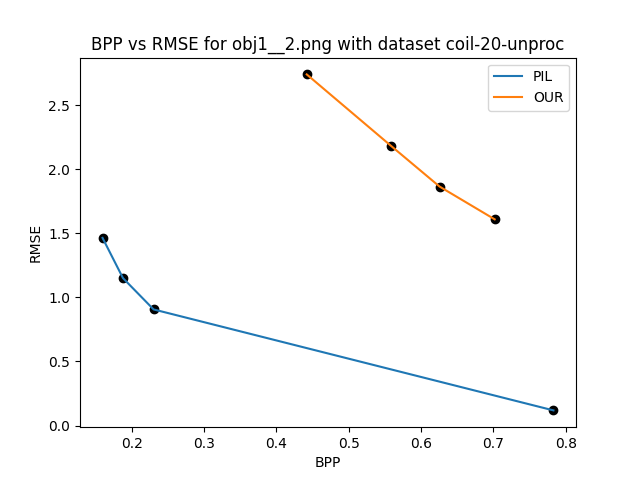 BPP vs RMSE for obj1__2.png with dataset coil-20-unproc
PIL
OUR
2.5
2.0
1.5
1.0
0.5
0.0
RMSE
0.2 0.3 0.4 0.5 0.6 0.7 0.8
BPP